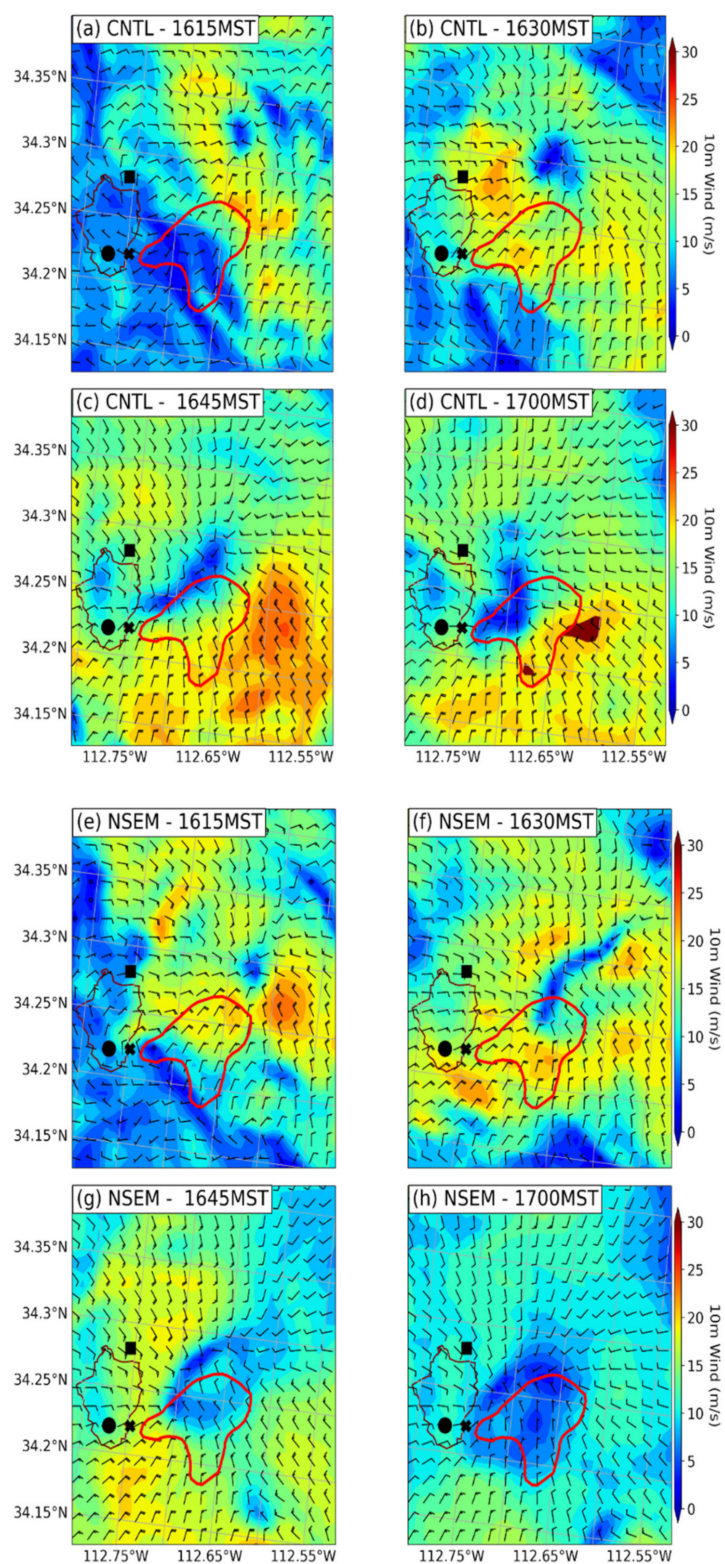 (a) CNTL - 1615MST
(b) CNTL - 1630MST
34.35°N
34.3°N
34.25°N
34.2°N
34.15°N
30
25
20
15
10
5
0
10m Wind (m/s)
(c) CNTL - 1645MST
(d) CNTL - 1700MST
34.35°N
34.3°N
34.25°N
34.2°N
34.15°N
30
25
20
15
10
5
0
10m Wind (m/s)
112.75°W 112.65°W 112.55°W
112.75°W 112.65°W 112.55°W
(e) NSEM - 1615MST
(f) NSEM - 1630MST
34.35°N
34.3°N
34.25°N
34.2°N
34.15°N
30
25
20
15
10
5
0
10m Wind (m/s)
(g) NSEM - 1645MST
(h) NSEM - 1700MST
34.35°N
34.3°N
34.25°N
34.2°N
34.15°N
30
25
20
15
10
5
0
10m Wind (m/s)
112.75°W 112.65°W 112.55°W
112.75°W 112.65°W 112.55°W